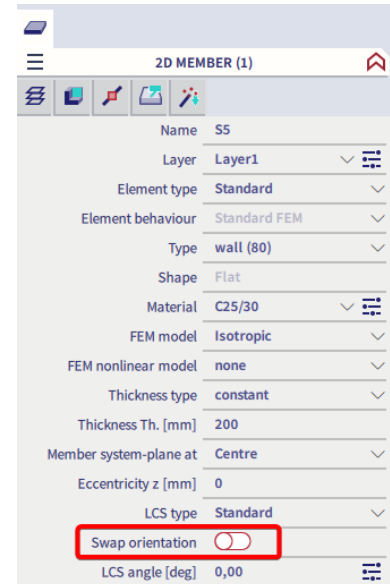 2D MEMBER (1)
Name S5
Layer Layer1
Element type Standard
Element behaviour Standard FEM
Type wall (80)
Shape Flat
Material C25/30
FEM model Isotropic
FEM nonlinear model none
Thickness type constant
Thickness Th. [mm] 200
Member system-plane at Centre
Eccentricity z [mm] 0
LCS type Standard
Swap orientation
LCS angle [deg] 0,00